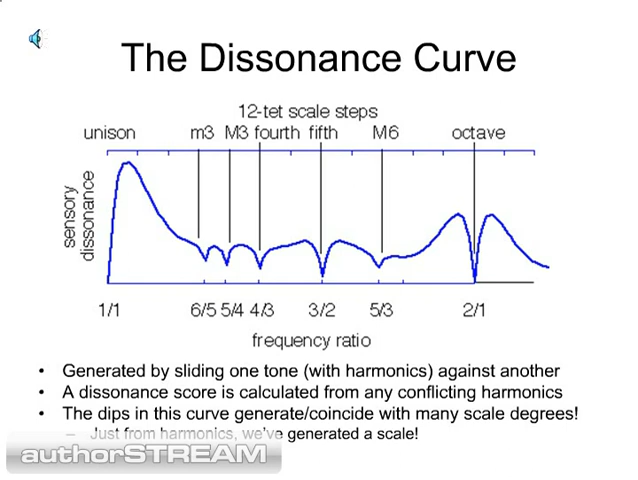 The Dissonance Curve
12-tet scale steps
unison m3 M3 fourth fifth M6 octave
sensory
dissonance
1/1 6/5 5/4 4/3 3/2 5/3 2/1
frequency ratio
• Generated by sliding one tone (with harmonics) against another
• A dissonance score is calculated from any conflicting harmonics
• The dips in this curve generate/coincide with many scale degrees!
– Just from harmonics, we've generated a scale!
authorSTREAM